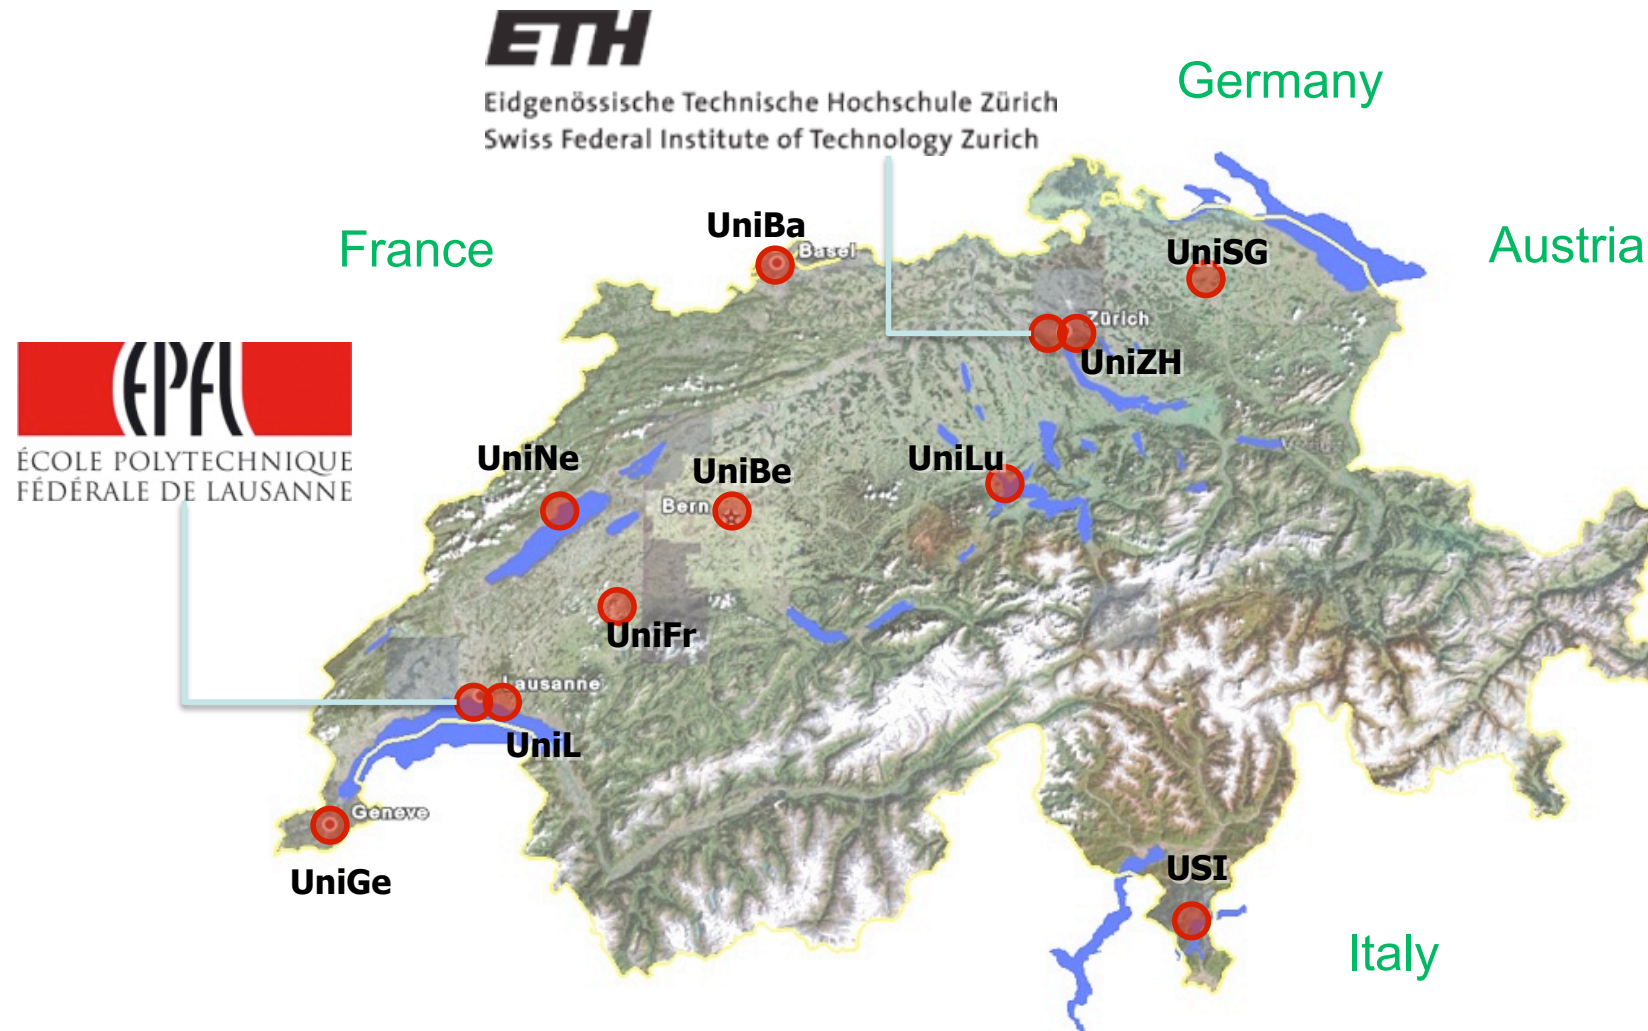 ETH
Eidgenössische Technische Hochschule Zürich
Swiss Federal Institute of Technology Zurich
Germany
France
Austria
UniBa
Basel
UniSG
Zürich
UniZH
EPFL
ÉCOLE POLYTECHNIQUE
FÉDÉRALE DE LAUSANNE
UniNe
UniBe
UniLu
Bern
UniFr
Lausanne
UniL
Genève
UniGe
USI
Italy